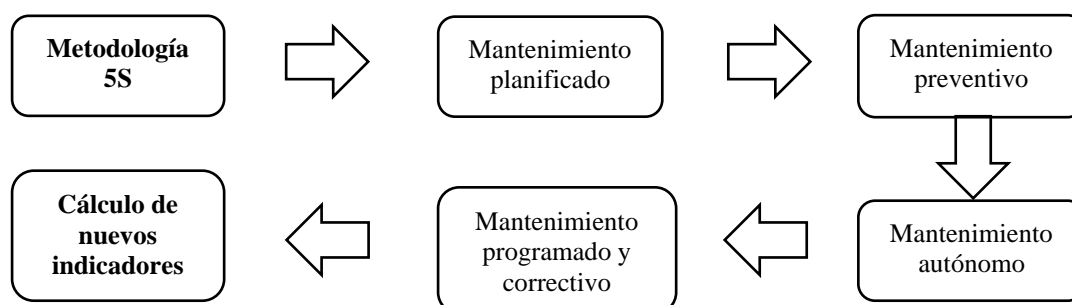 Metodología
5S
Mantenimiento
planificado
Mantenimiento
preventivo
Mantenimiento
autónomo
Mantenimiento
programado y
correctivo
Cálculo de
nuevos
indicadores